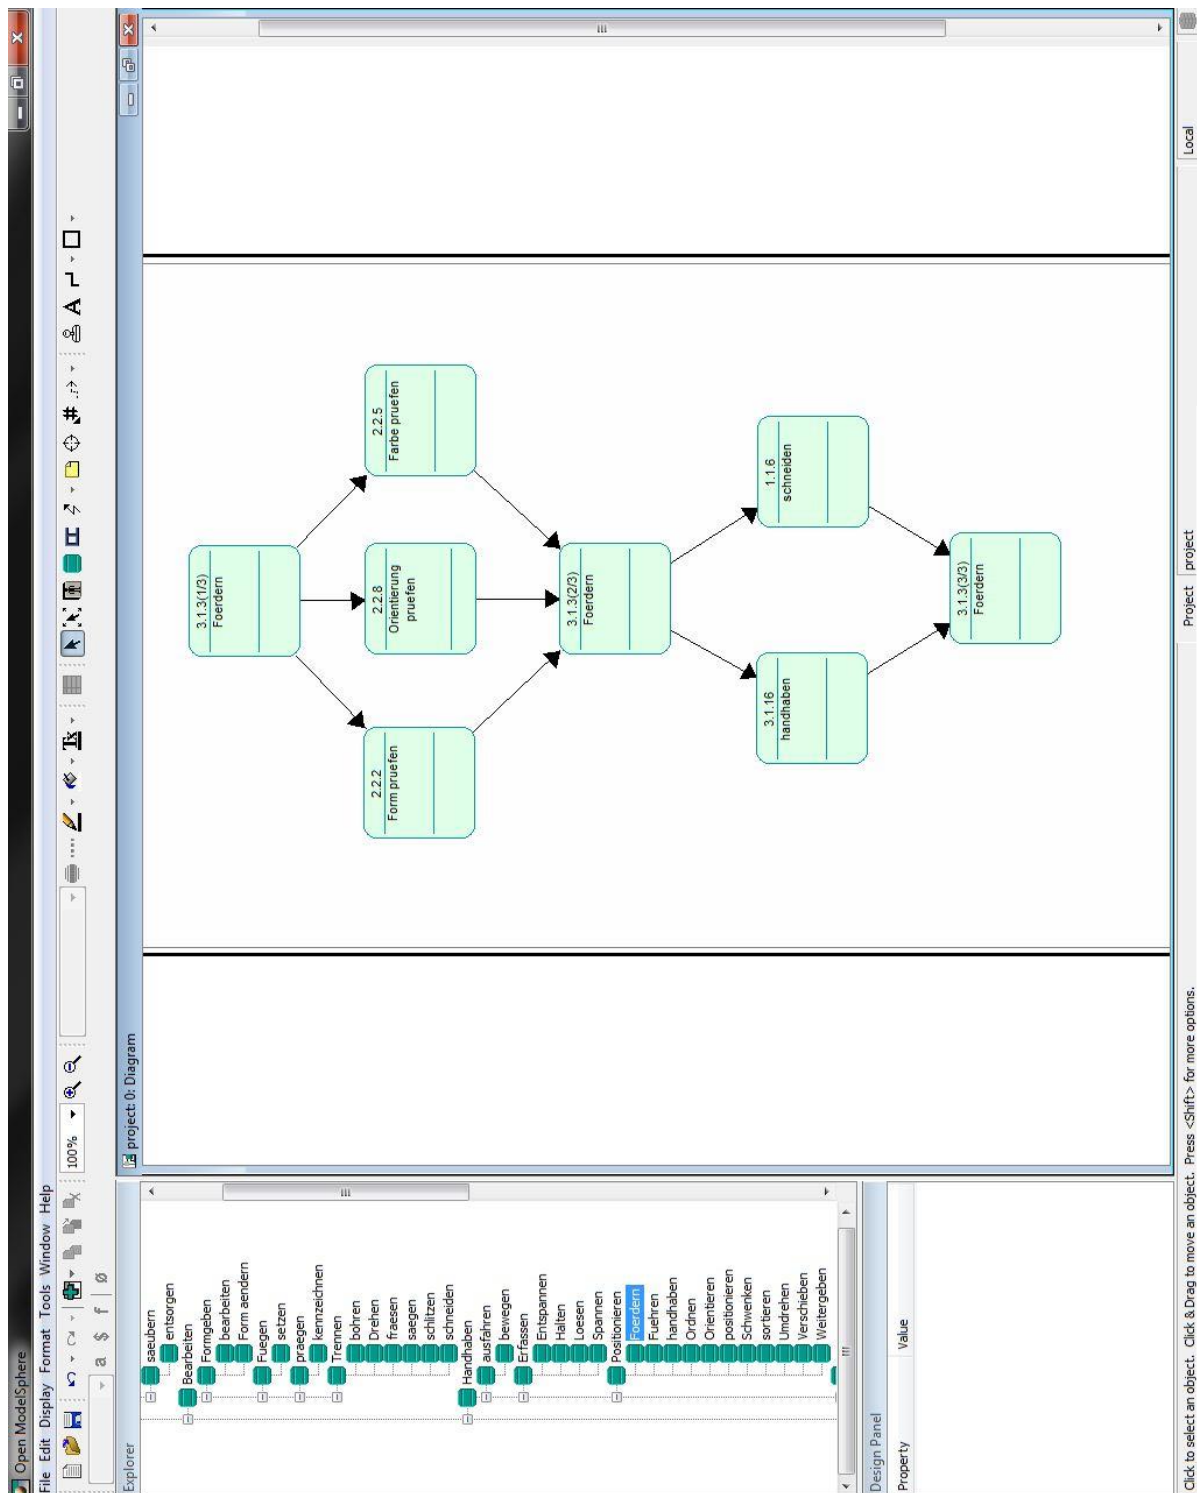 Open ModelSphere
File Edit Display Format Tools Window Help
100%
a $ f ø
Explorer
saeubern
entsorgen
Bearbeiten
Formgeben
bearbeiten
Form aendern
Fuegen
setzen
praegen
kennzeichnen
Trennen
bohren
Drehen
fraesen
saegen
schlitzen
schneiden
Handhaben
ausfahren
bewegen
Erfassen
Entspannen
Halten
Loesen
Spannen
Positionieren
Foerdern
Fuehren
handhaben
Ordnen
Orientieren
positionieren
Schwenken
sortieren
Umdrehen
Verschieben
Weitergeben
Design Panel
Property Value
project: 0: Diagram
3.1.3(1/3)
Foerdern
2.2.2
Form pruefen
2.2.8
Orientierung
pruefen
2.2.5
Farbe pruefen
3.1.3(2/3)
Foerdern
3.1.16
handhaben
1.1.6
schneiden
3.1.3(3/3)
Foerdern
Click to select an object. Click & Drag to move an object. Press <Shift> for more options.
Project project Local